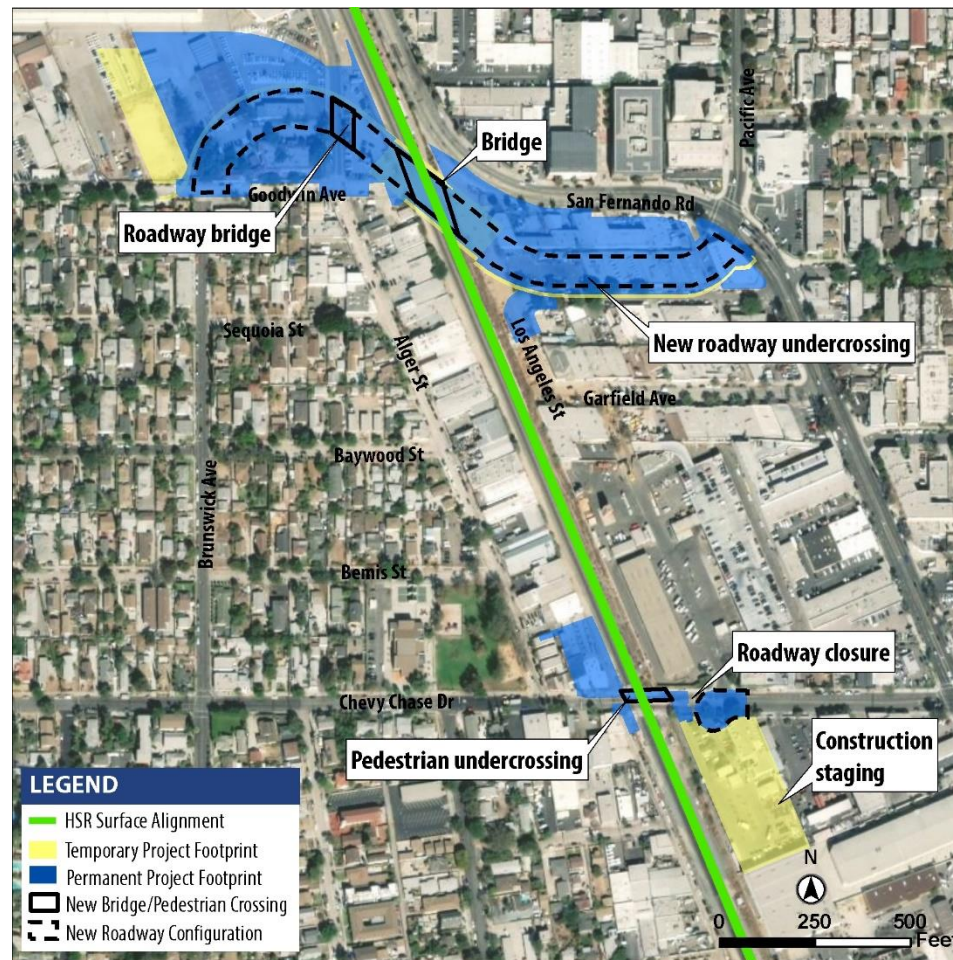 Pacific Ave
Bridge
San Fernando Rd
Goodwin Ave
Roadway bridge
New roadway undercrossing
Sequoia St
Alger St
Los Angeles St
Garfield Ave
Baywood St
Brunswick Ave
Bemis St
Roadway closure
Chevy Chase Dr
Pedestrian undercrossing
Construction
staging
LEGEND
HSR Surface Alignment
Temporary Project Footprint
Permanent Project Footprint
New Bridge/Pedestrian Crossing
New Roadway Configuration
N
0 250 500
Feet